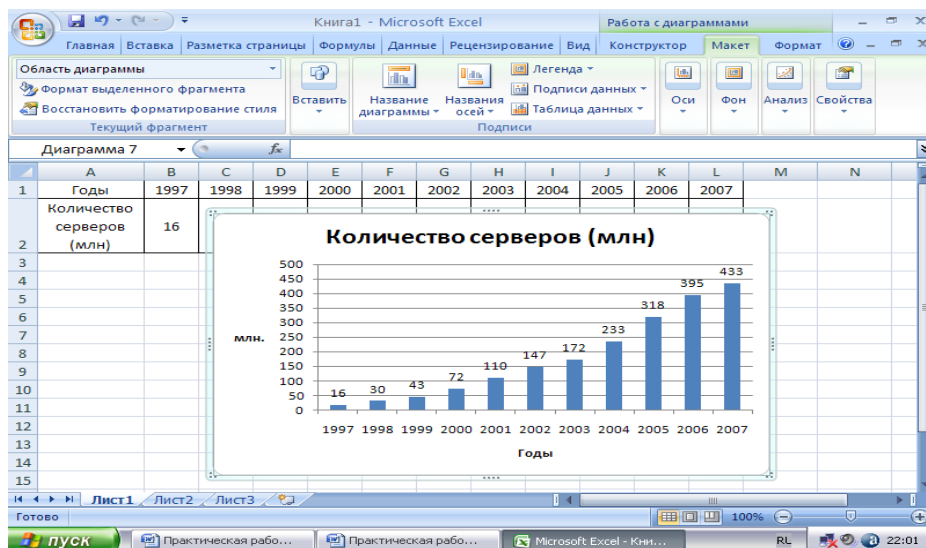 Книга1 - Microsoft Excel
Работа с диаграммами
Главная Вставка Разметка страницы Формулы Данные Рецензирование Вид Конструктор Макет Формат
Область диаграммы
Формат выделенного фрагмента
Восстановить форматирование стиля
Текущий фрагмент
Вставить
Название диаграммы
Названия осей
Легенда
Подписи данных
Таблица данных
Подписи
Оси
Фон
Анализ
Свойства
Диаграмма 7
fx
A B C D E F G H I J K L M N
1 Годы 1997 1998 1999 2000 2001 2002 2003 2004 2005 2006 2007
Количество
серверов 16
2 (млн)
3
4
5
6
7
8
9
10
11
12
13
14
15
Количество серверов (млн)
500
450
400
350
300
250
200
150
100
50
0
млн.
16 30 43 72 110 147 172 233 318 395 433
1997 1998 1999 2000 2001 2002 2003 2004 2005 2006 2007
Годы
Лист1 Лист2 Лист3
Готово
100%
пуск
Практическая рабо...
Практическая рабо...
Microsoft Excel - Кни...
RL
22:01